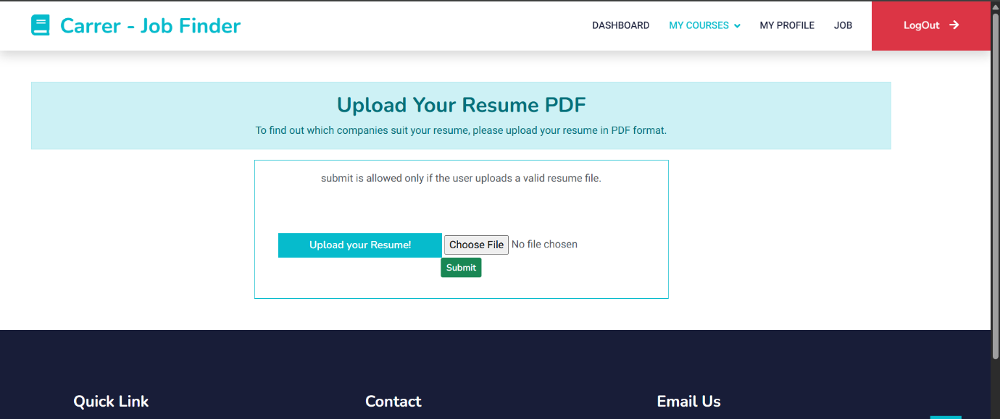 Carrer - Job Finder
DASHBOARD MY COURSES MY PROFILE JOB LogOut
Upload Your Resume PDF
To find out which companies suit your resume, please upload your resume in PDF format.
submit is allowed only if the user uploads a valid resume file.
Upload your Resume! Choose File No file chosen
Submit
Quick Link Contact Email Us